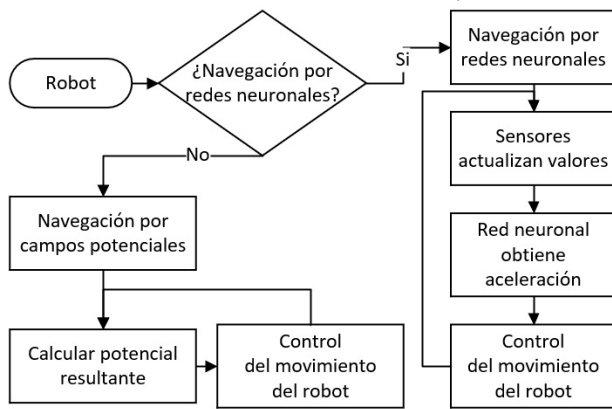 Robot
¿Navegación por
redes neuronales?
Si
No
Navegación por
redes neuronales
Sensores
actualizan valores
Red neuronal
obtiene
aceleración
Control
del movimiento
del robot
Navegación por
campos potenciales
Calcular potencial
resultante
Control
del movimiento
del robot